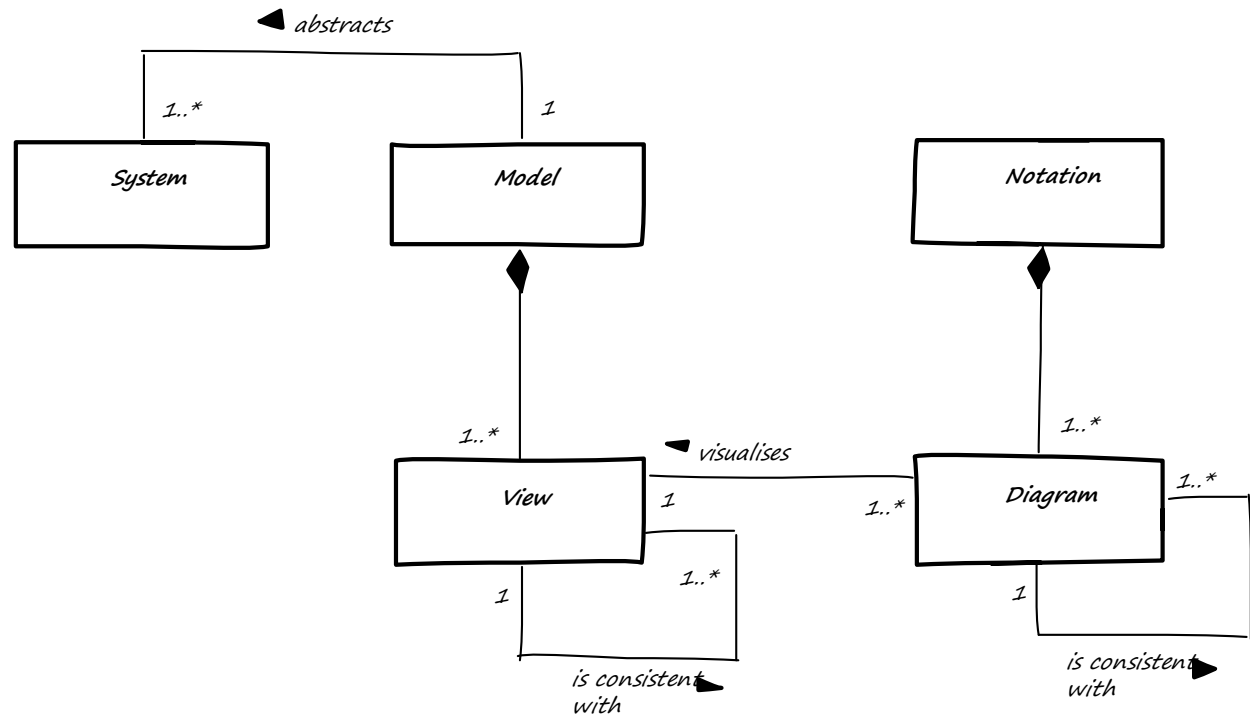 abstracts
1..*
1
System
Model
Notation
1..*
1..*
visualises
View
1
1..*
Diagram
1..*
1
1..*
1
is consistent
with
is consistent
with